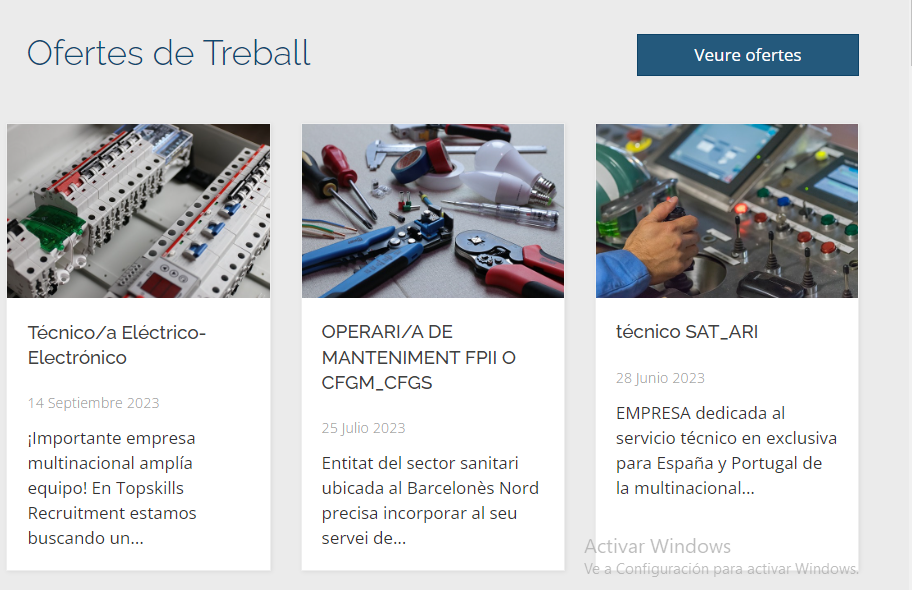 Ofertes de Treball
Veure ofertes
Técnico/a Eléctrico-
Electrónico
14 Septiembre 2023
¡Importante empresa
multinacional amplía
equipo! En Topskills
Recruitment estamos
buscando un...
OPERARI/A DE
MANTENIMENT FPII O
CFGM_CFGS
25 Julio 2023
Entitat del sector sanitari
ubicada al Barcelonès Nord
precisa incorporar al seu
servei de...
técnico SAT_ARI
28 Junio 2023
EMPRESA dedicada al
servicio técnico en exclusiva
para España y Portugal de
la multinacional...
Activar Windows
Ve a Configuración para activar Windows.